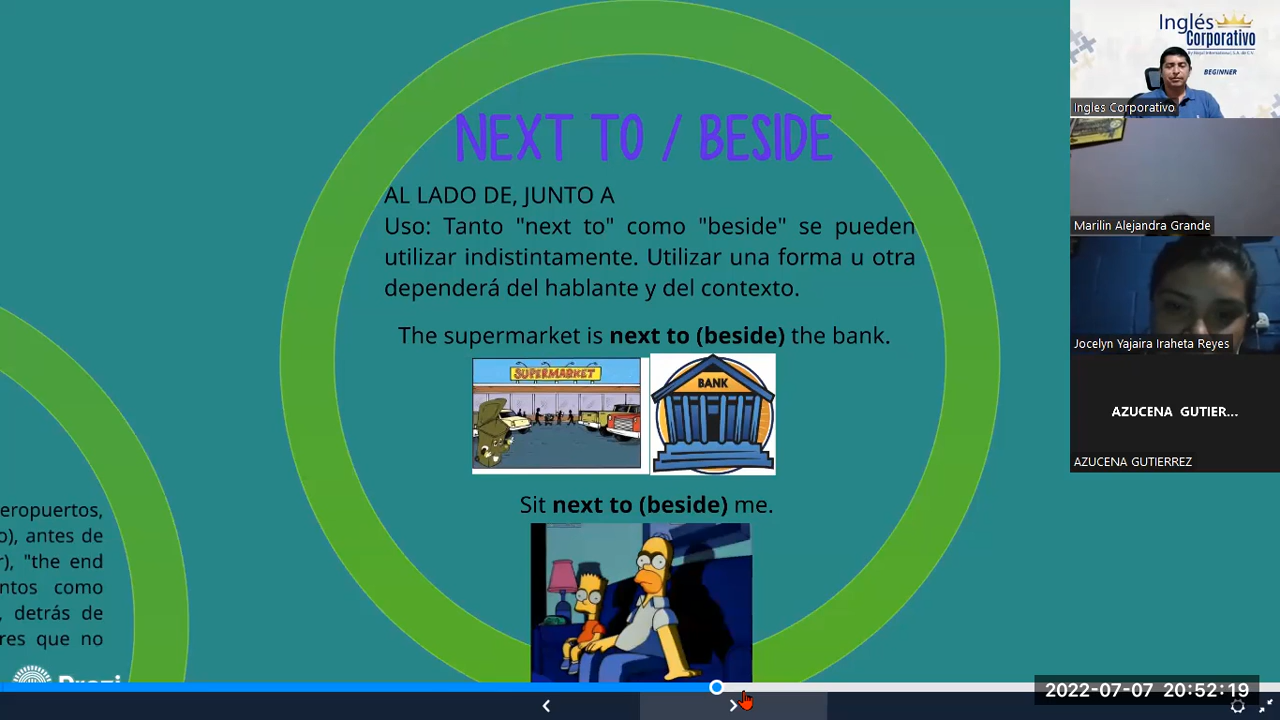 NEXT TO / BESIDE
AL LADO DE, JUNTO A
Uso: Tanto "next to" como "beside" se pueden
utilizar indistintamente. Utilizar una forma u otra
dependerá del hablante y del contexto.
The supermarket is next to (beside) the bank.
SUPERMARKET
BANK
Sit next to (beside) me.
eropuertos,
o), antes de
r), "the end
ntos como
, detrás de
res que no
Prezi
Inglés
Corporativo
BEGINNER
Ingles Corporativo
Marilin Alejandra Grande
Jocelyn Yajaira Iraheta Reyes
AZUCENA GUTIER...
AZUCENA GUTIERREZ
2022-07-07 20:52:19